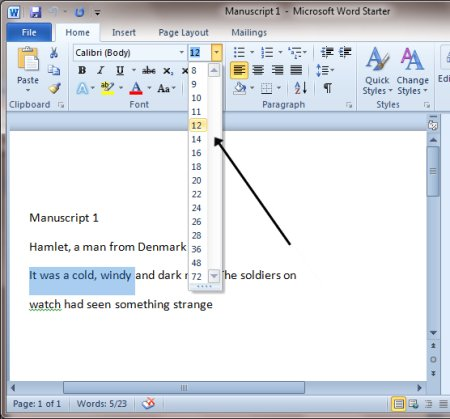 Manuscript 1 - Microsoft Word Starter
File Home Insert Page Layout Mailings
Calibri (Body) 12
Paste
B I U abc x
Aa
Quick Styles Change Styles
Clipboard Font Paragraph Styles
8
9
10
11
12
14
16
18
20
22
24
26
28
36
48
72
Manuscript 1
Hamlet, a man from Denmark
It was a cold, windy and dark The soldiers on
watch had seen something strange
Page: 1 of 1 Words: 5/23